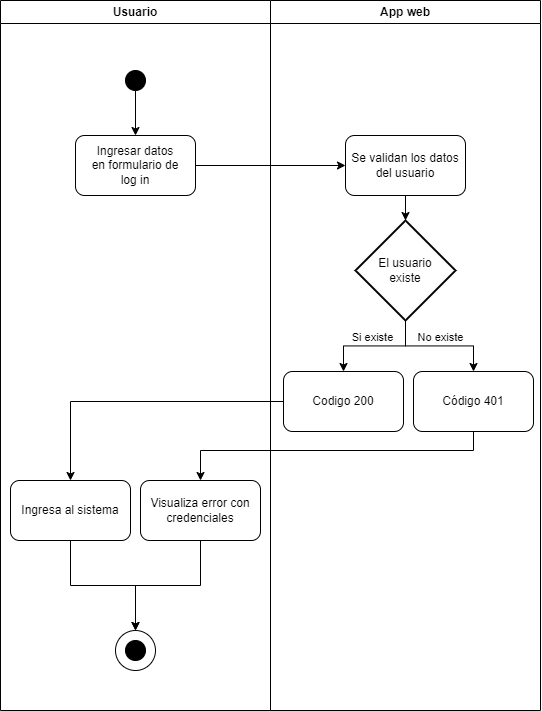 Usuario
App web
Ingresar datos
en formulario de
log in
Se validan los datos
del usuario
El usuario
existe
Si existe
No existe
Codigo 200
Código 401
Ingresa al sistema
Visualiza error con
credenciales